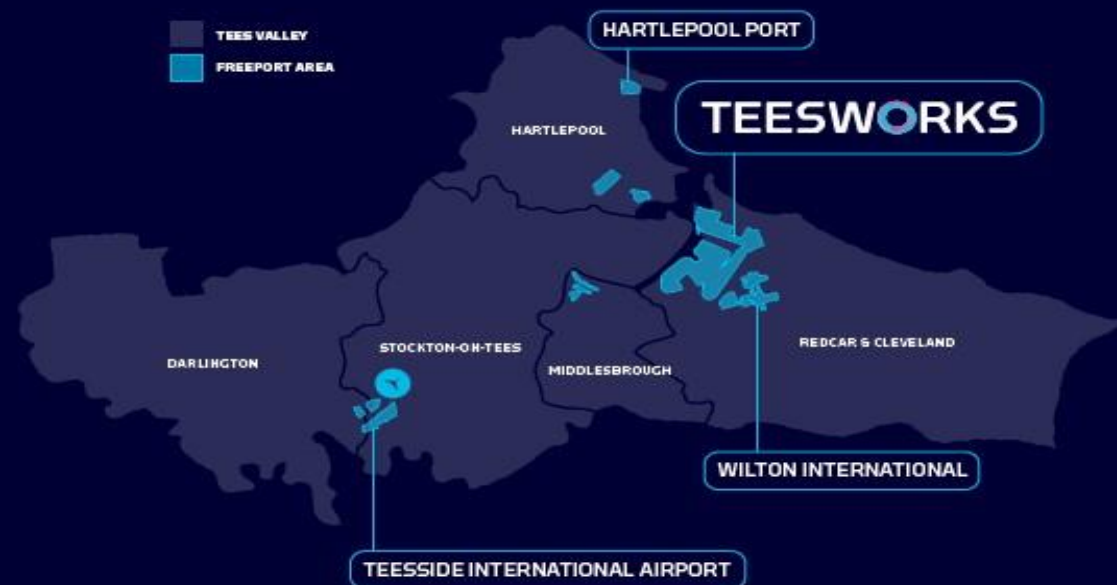 TEES VALLEY
FREEPORT AREA
HARTLEPOOL PORT
TEESWORKS
HARTLEPOOL
DARLINGTON
STOCKTON-ON-TEES
MIDDLESBROUGH
REDCAR & CLEVELAND
WILTON INTERNATIONAL
TEESSIDE INTERNATIONAL AIRPORT